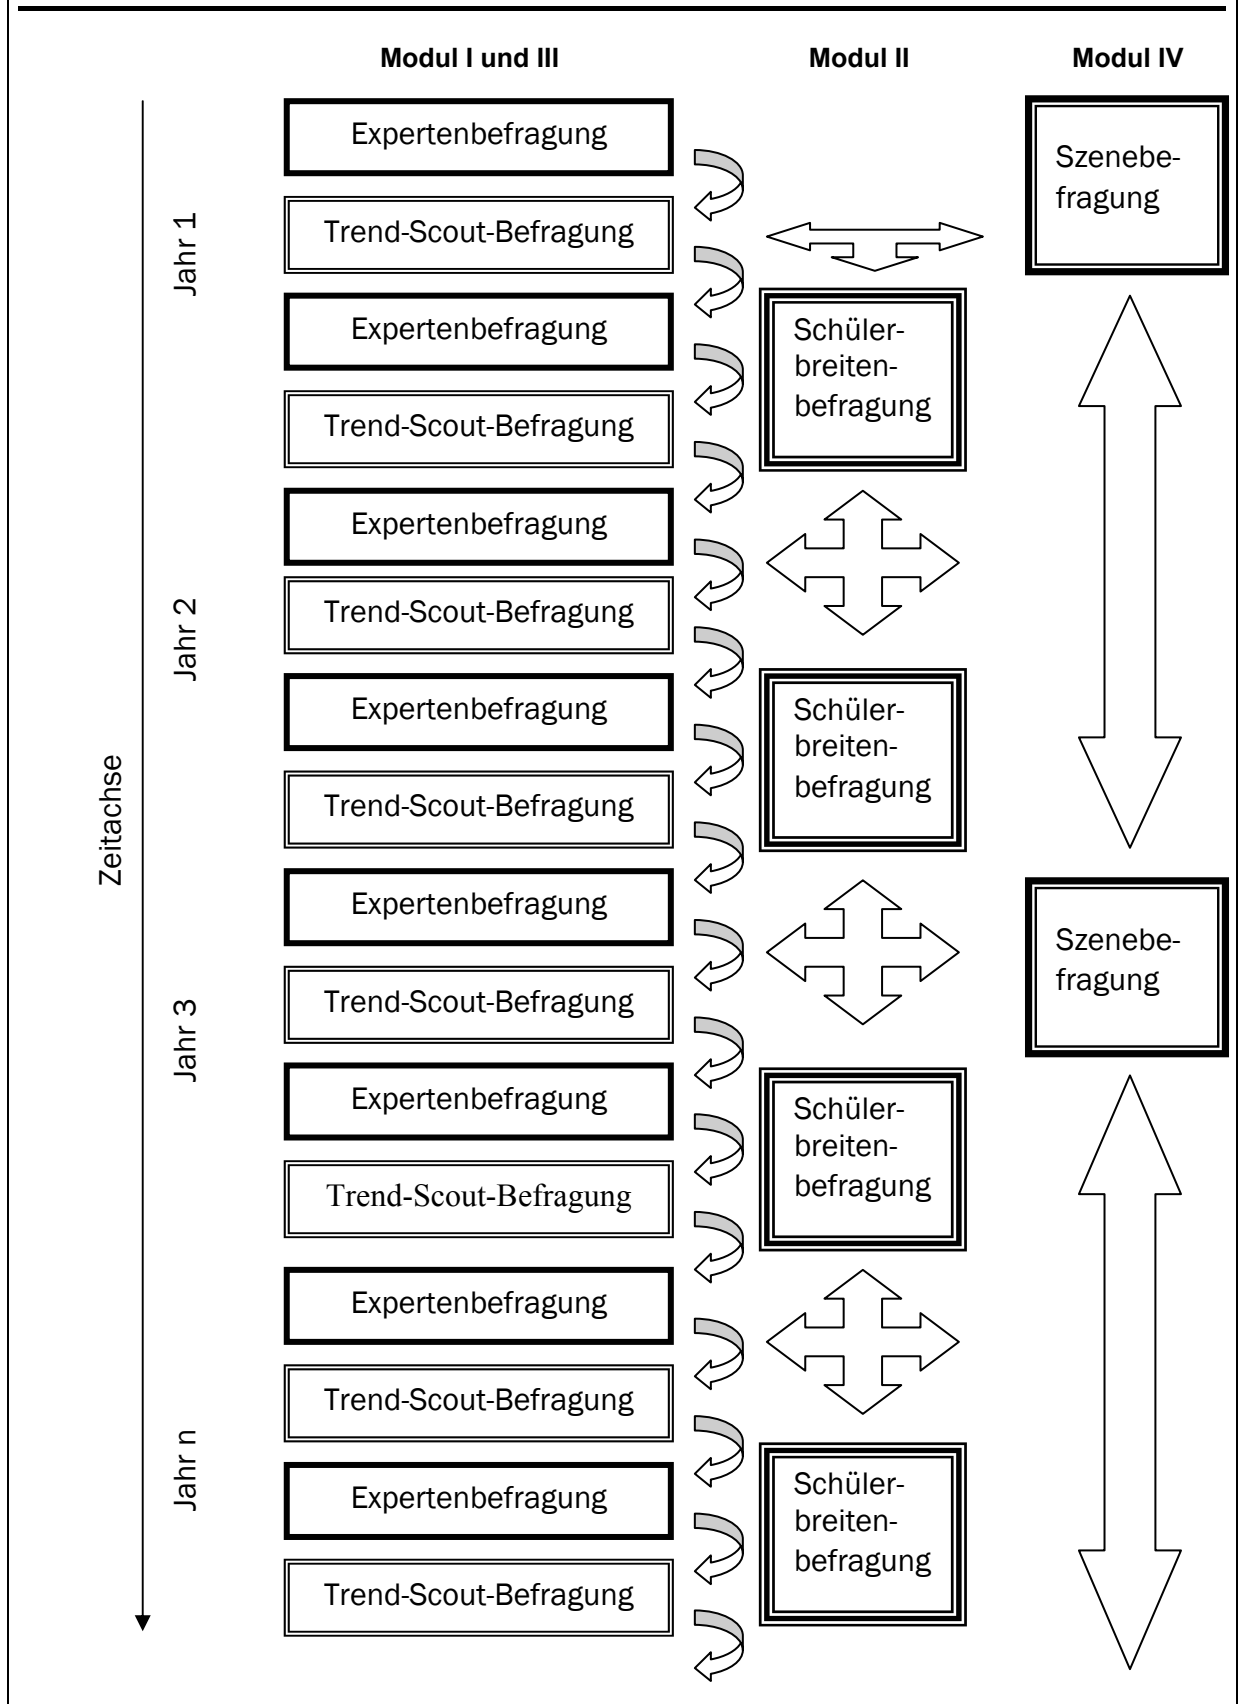 Modul I und III
Modul II
Modul IV
Zeitachse
Jahr 1
Jahr 2
Jahr 3
Jahr n
Expertenbefragung
Trend-Scout-Befragung
Expertenbefragung
Trend-Scout-Befragung
Expertenbefragung
Trend-Scout-Befragung
Expertenbefragung
Trend-Scout-Befragung
Expertenbefragung
Trend-Scout-Befragung
Expertenbefragung
Trend-Scout-Befragung
Expertenbefragung
Trend-Scout-Befragung
Expertenbefragung
Trend-Scout-Befragung
Schüler-
breiten-
befragung
Schüler-
breiten-
befragung
Schüler-
breiten-
befragung
Schüler-
breiten-
befragung
Szenebe-
fragung
Szenebe-
fragung